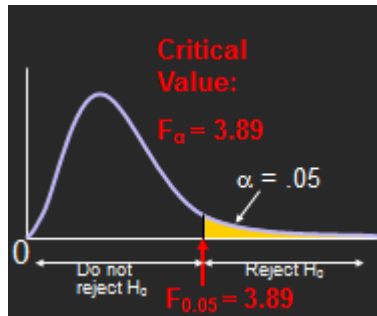 Critical
Value:
Fα = 3.89
α = .05
0
Do not
reject H₀
Reject H₀
F0.05 = 3.89